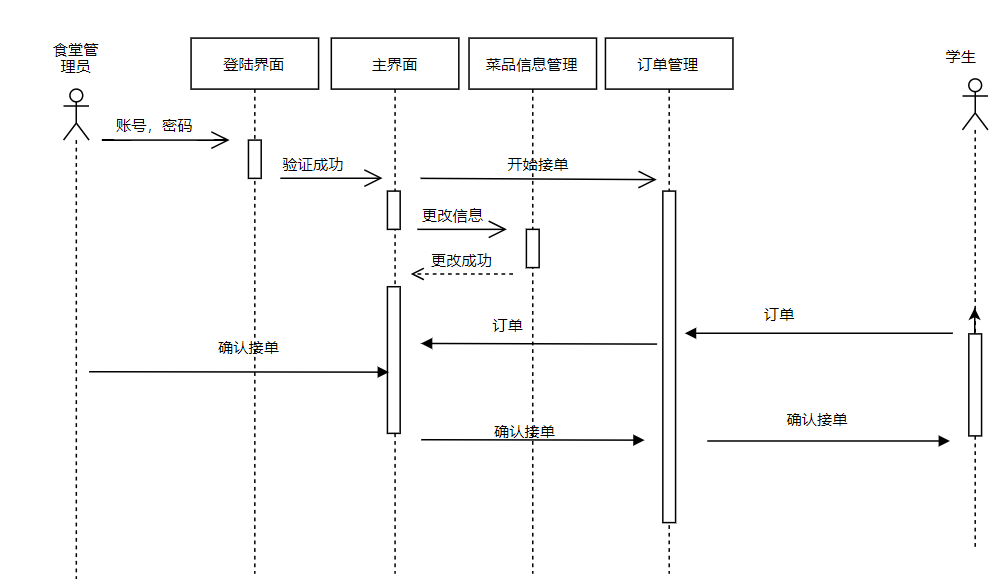 食堂管
理员
登陆界面
主界面
菜品信息管理
订单管理
学生
账号，密码
验证成功
开始接单
更改信息
更改成功
订单
订单
确认接单
确认接单
确认接单